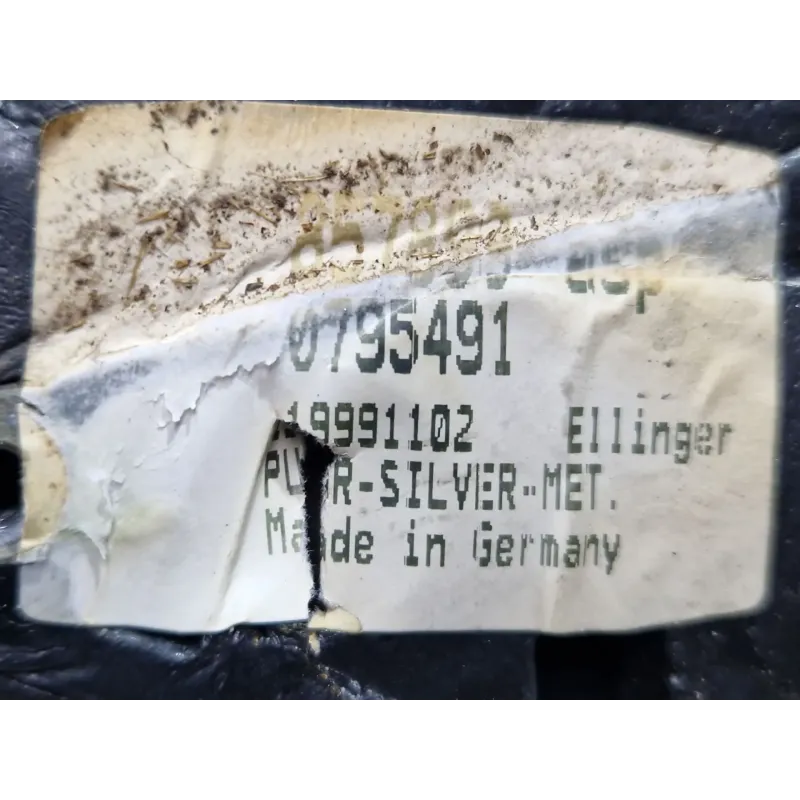 0795491
19991102 Ellinger
-SILVER-MET.
Made in Germany